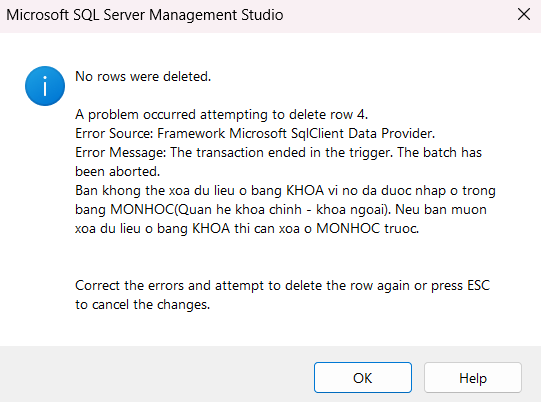 Microsoft SQL Server Management Studio
No rows were deleted.
A problem occurred attempting to delete row 4.
Error Source: Framework Microsoft SqlClient Data Provider.
Error Message: The transaction ended in the trigger. The batch has
been aborted.
Ban khong the xoa du lieu o bang KHOA vi no da duoc nhap o trong
bang MONHOC(Quan he khoa chinh - khoa ngoai). Neu ban muon
xoa du lieu o bang KHOA thi can xoa o MONHOC truoc.
Correct the errors and attempt to delete the row again or press ESC
to cancel the changes.
OK
Help